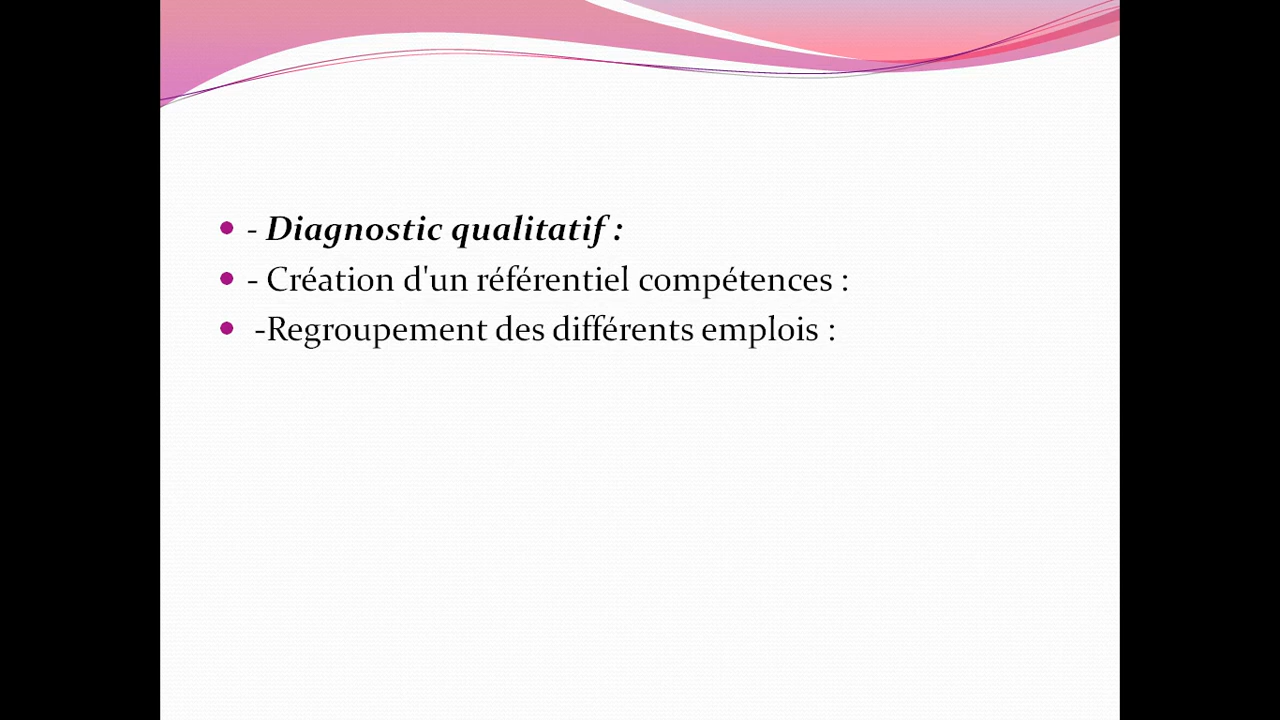 - Diagnostic qualitatif :
- Création d'un référentiel compétences :
-Regroupement des différents emplois :